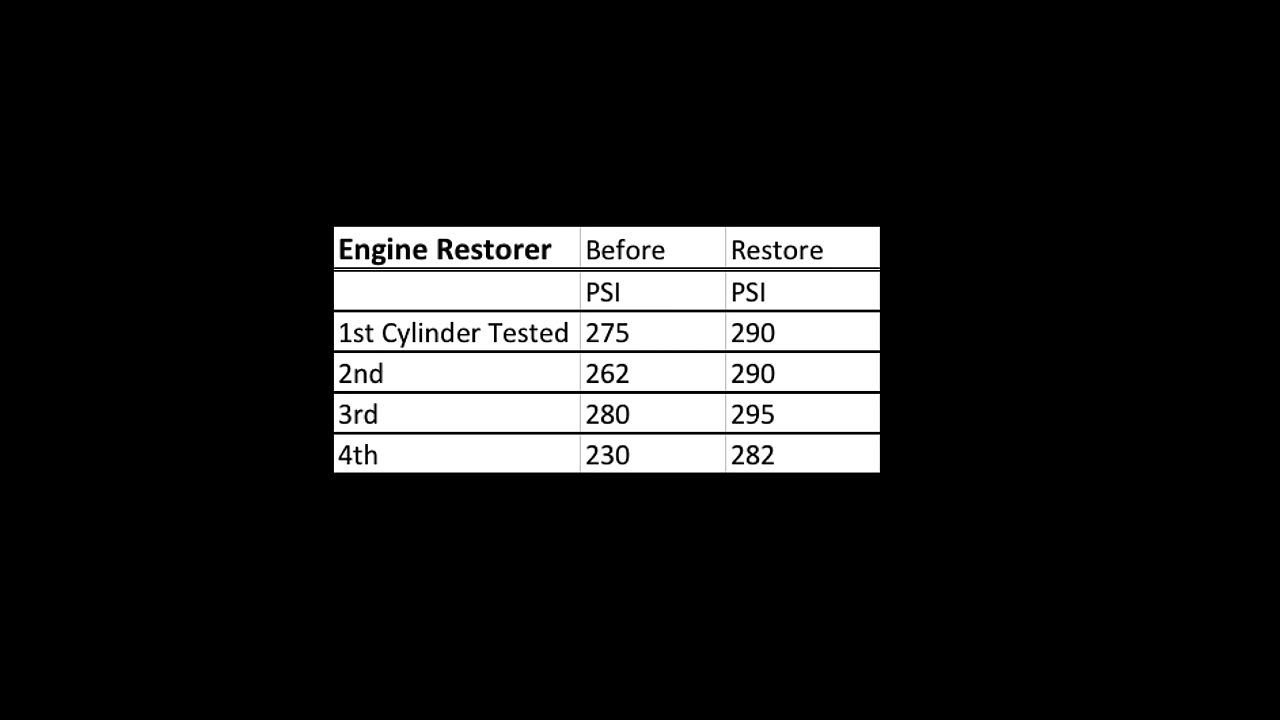 Engine Restorer Before Restore
PSI PSI
1st Cylinder Tested 275 290
2nd 262 290
3rd 280 295
4th 230 282